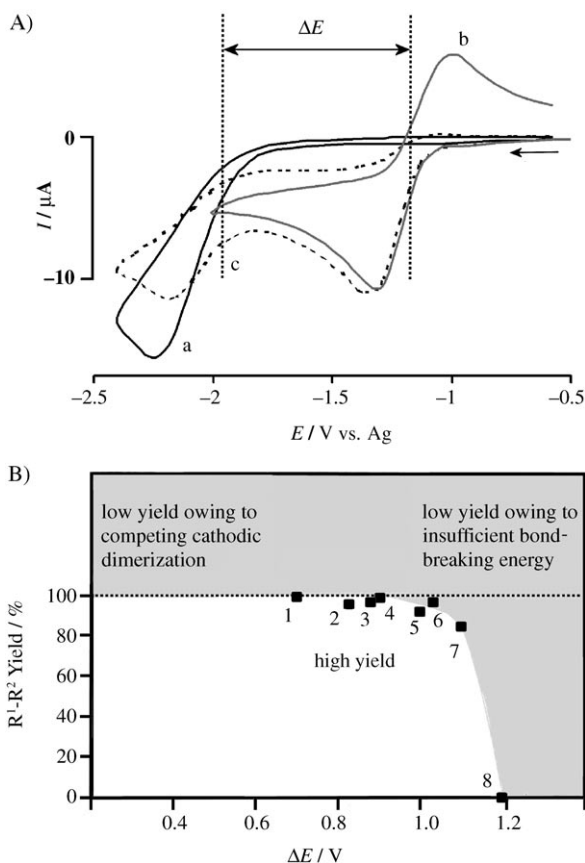 A)
ΔE
b
0
I / μA
c
–10
a
–2.5
–2
–1.5
–1
–0.5
E / V vs. Ag
B)
low yield owing to
competing cathodic
dimerization
low yield owing to
insufficient bond-
breaking energy
100
80
60
40
20
0
R¹-R² Yield / %
1
2
3
4
5
6
7
8
high yield
0.4
0.6
0.8
1.0
1.2
ΔE / V